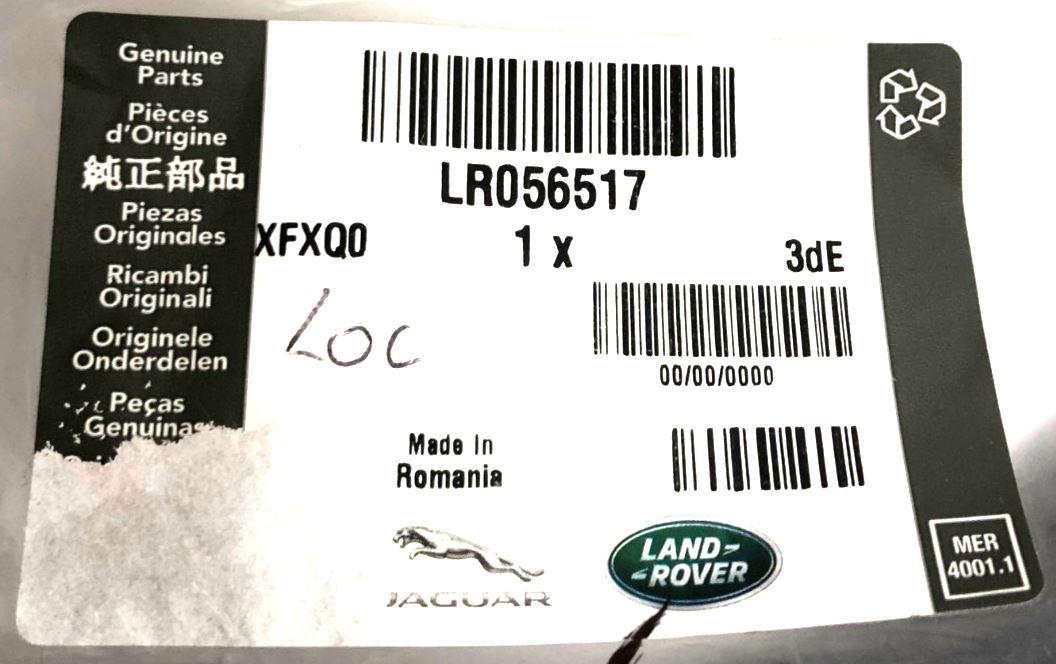 Genuine
Parts
Pièces
d'Origine
純正部品
Piezas
Originales
Ricambi
Originali
Originele
Onderdelen
Peças
Genuinas
LR056517
XFXQ0 1 x 3dE
Loc
00/00/0000
Made In
Romania
JAGUAR
LAND
ROVER
MER
4001.1